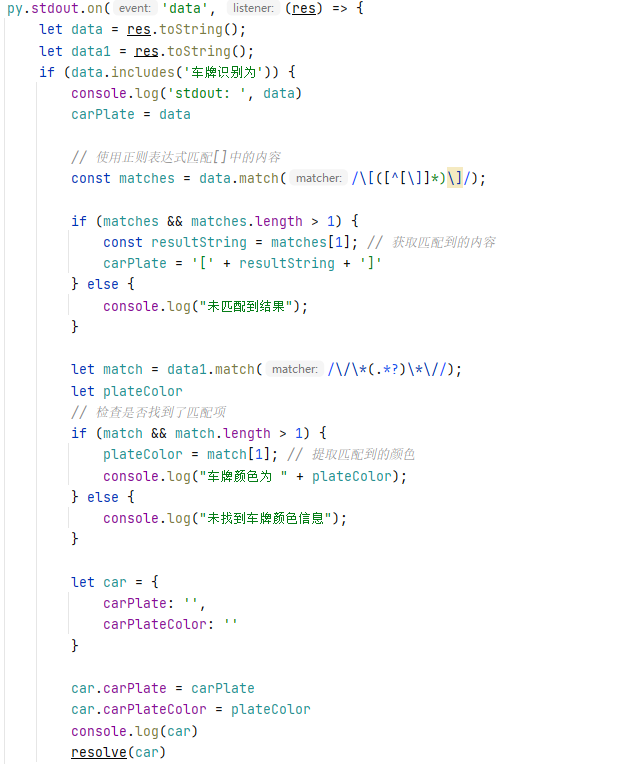 py.stdout.on( event: 'data', listener: (res) => {
    let data = res.toString();
    let data1 = res.toString();
    if (data.includes('车牌识别为')) {
        console.log('stdout: ', data)
        carPlate = data
        // 使用正则表达式匹配[]中的内容
        const matches = data.match( matcher: /\[([^[\]]*)\]/);
        if (matches && matches.length > 1) {
            const resultString = matches[1]; // 获取匹配到的内容
            carPlate = '[' + resultString + ']'
        } else {
            console.log("未匹配到结果");
        }
        let match = data1.match( matcher: /\/\*(.*?)\*\//);
        let plateColor
        // 检查是否找到了匹配项
        if (match && match.length > 1) {
            plateColor = match[1]; // 提取匹配到的颜色
            console.log("车牌颜色为 " + plateColor);
        } else {
            console.log("未找到车牌颜色信息");
        }
        let car = {
            carPlate: '',
            carPlateColor: ''
        }
        car.carPlate = carPlate
        car.carPlateColor = plateColor
        console.log(car)
        resolve(car)